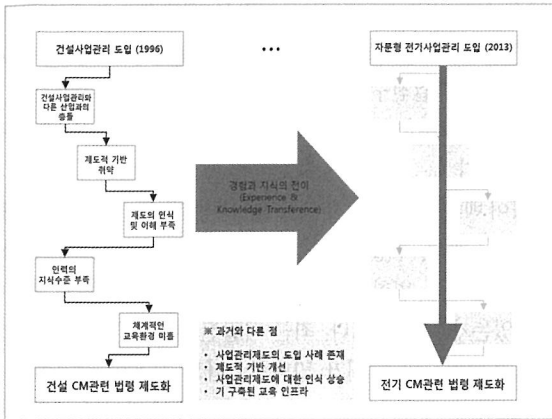 건설사업관리 도입 (1996)
...
자문형 전기사업관리 도입 (2013)
건설사업관리와
다른 산업과의
충돌
제도적 기반
취약
제도의 인식
및 이해 부족
인력의
지식수준 부족
체계적인
교육환경 미흡
건설 CM관련 법령 제도화
경험과 지식의 전이
(Experience &
Knowledge Transference)
※ 과거와 다른 점
• 사업관리제도의 도입 사례 존재
• 제도적 기반 개선
• 사업관리제도에 대한 인식 상승
• 기 구축된 교육 인프라
전기 CM관련 법령 제도화